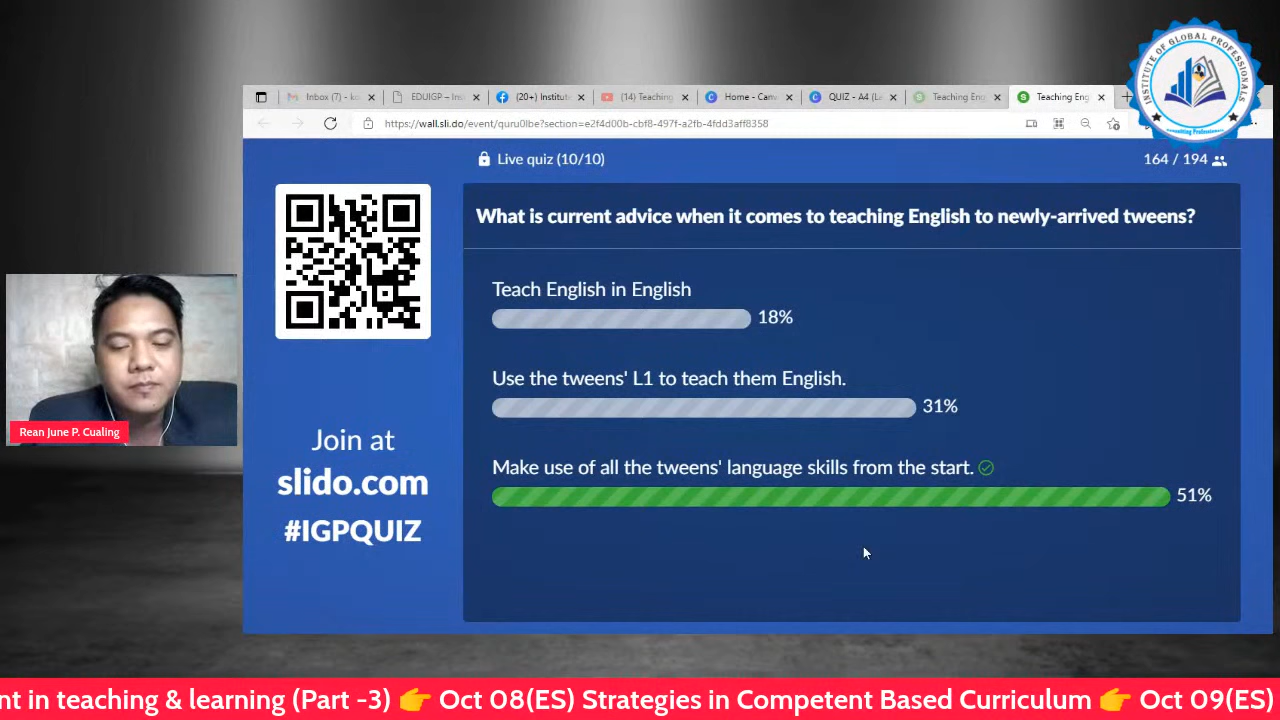 INSTITUTE OF GLOBAL PROFESSIONALS
Connecting Professionals
Inbox (7) - ko
EDUIGP – Ins
(20+) Institute
(14) Teaching
Home - Canv
QUIZ - A4 (La
Teaching Eng
Teaching Eng
https://wall.sli.do/event/quru0lbe?section=e2f4d00b-cbf8-497f-a2fb-4fdd3aff8358
Live quiz (10/10)
164 / 194
What is current advice when it comes to teaching English to newly-arrived tweens?
Teach English in English
18%
Use the tweens' L1 to teach them English.
31%
Make use of all the tweens' language skills from the start.
51%
Join at
slido.com
#IGPQUIZ
Rean June P. Cualing
nt in teaching & learning (Part -3) 👉 Oct 08(ES) Strategies in Competent Based Curriculum 👉 Oct 09(ES)